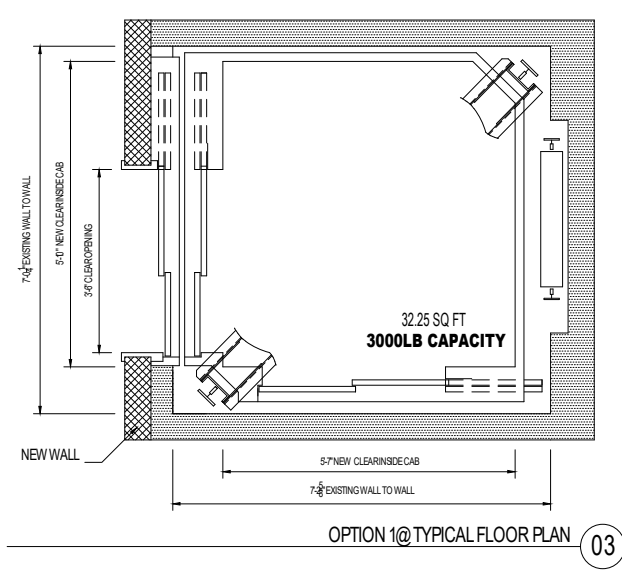 7'-0¼" EXISTING WALL TO WALL
5'-10" NEW CLEAR INSIDE CAB
3'-6" CLEAR OPENING
32.25 SQ FT
3000LB CAPACITY
NEW WALL
5'-7" NEW CLEAR INSIDE CAB
7'-2⅝" EXISTING WALL TO WALL
OPTION 1@ TYPICAL FLOOR PLAN
03